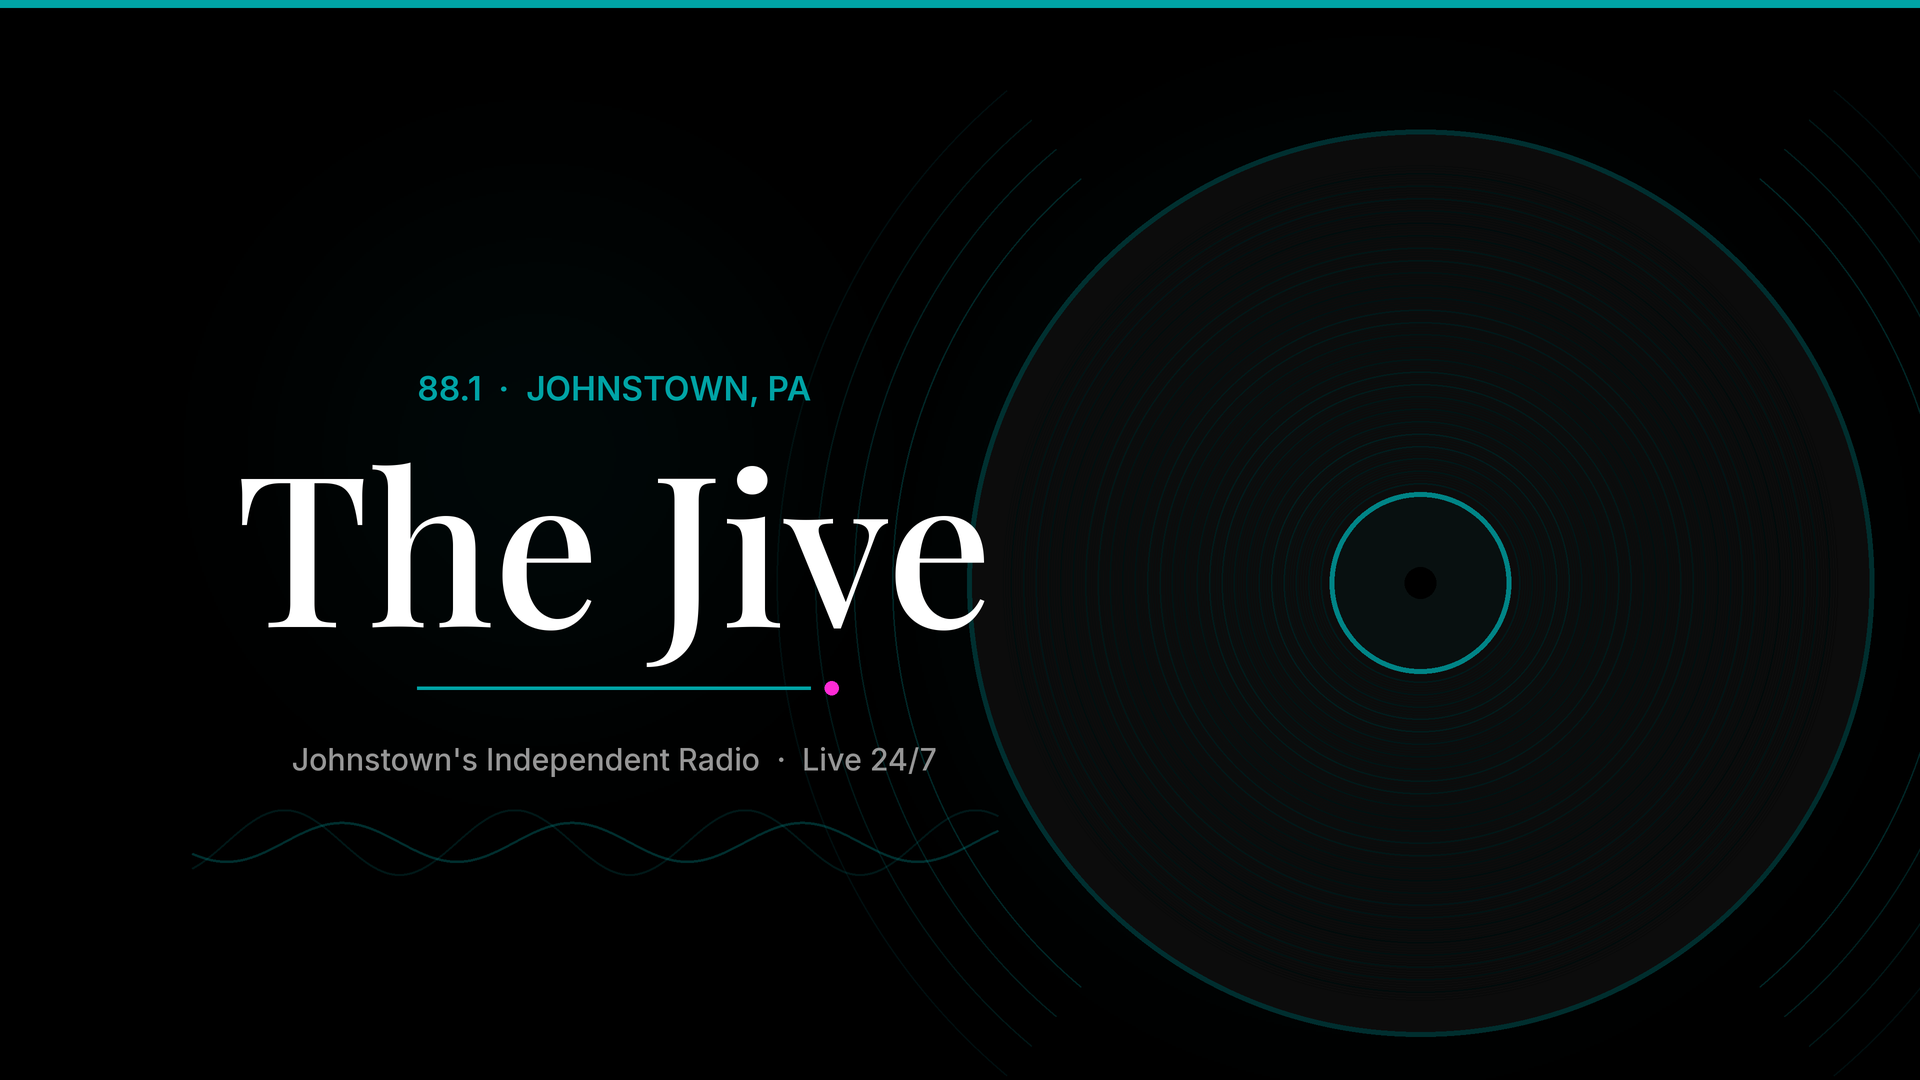 88.1 · JOHNSTOWN, PA
The Jive
Johnstown's Independent Radio · Live 24/7